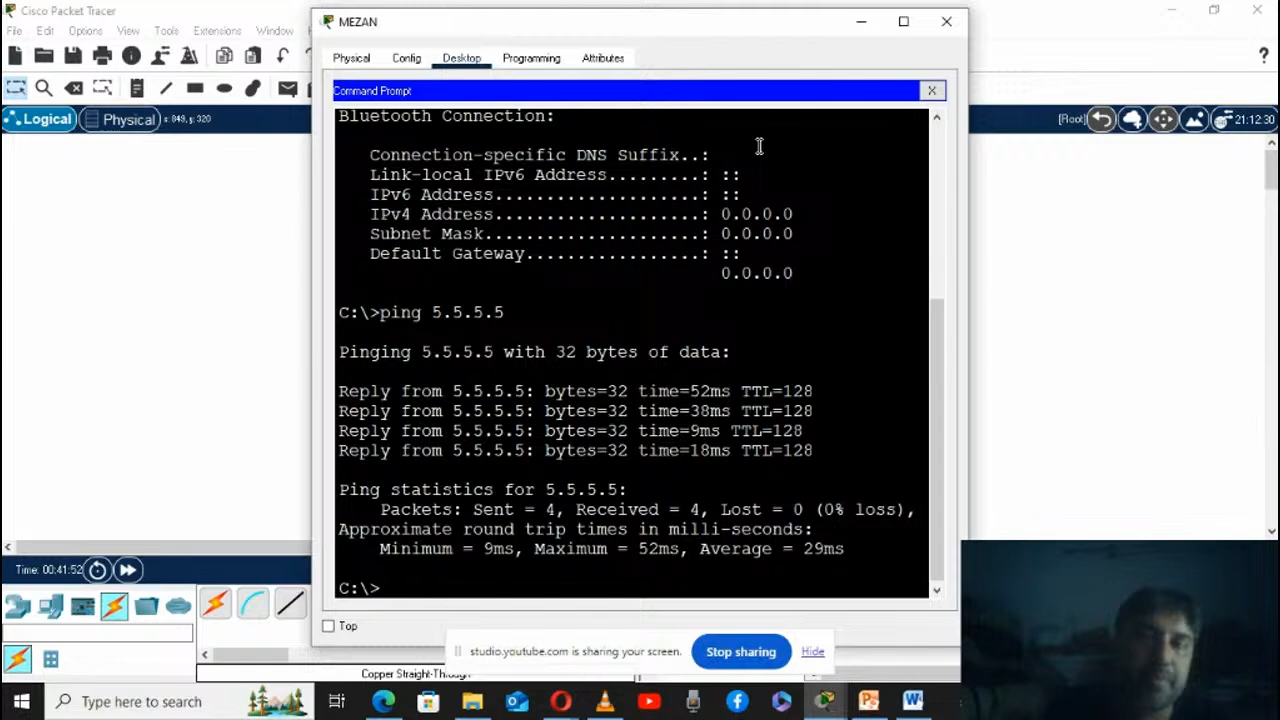 Cisco Packet Tracer
File Edit Options View Tools Extensions Window
MEZAN
Physical Config Desktop Programming Attributes
Command Prompt
X
Logical
Physical
x: 849, y: 320
[Root]
21:12:30
Bluetooth Connection:
Connection-specific DNS Suffix..:
Link-local IPv6 Address.........: ::
IPv6 Address....................: ::
IPv4 Address....................: 0.0.0.0
Subnet Mask.....................: 0.0.0.0
Default Gateway.................: ::
0.0.0.0
C:\>ping 5.5.5.5
Pinging 5.5.5.5 with 32 bytes of data:
Reply from 5.5.5.5: bytes=32 time=52ms TTL=128
Reply from 5.5.5.5: bytes=32 time=38ms TTL=128
Reply from 5.5.5.5: bytes=32 time=9ms TTL=128
Reply from 5.5.5.5: bytes=32 time=18ms TTL=128
Ping statistics for 5.5.5.5:
Packets: Sent = 4, Received = 4, Lost = 0 (0% loss),
Approximate round trip times in milli-seconds:
Minimum = 9ms, Maximum = 52ms, Average = 29ms
C:\>
Time: 00:41:52
Top
studio.youtube.com is sharing your screen.
Stop sharing
Hide
Copper Straight-Through
Type here to search